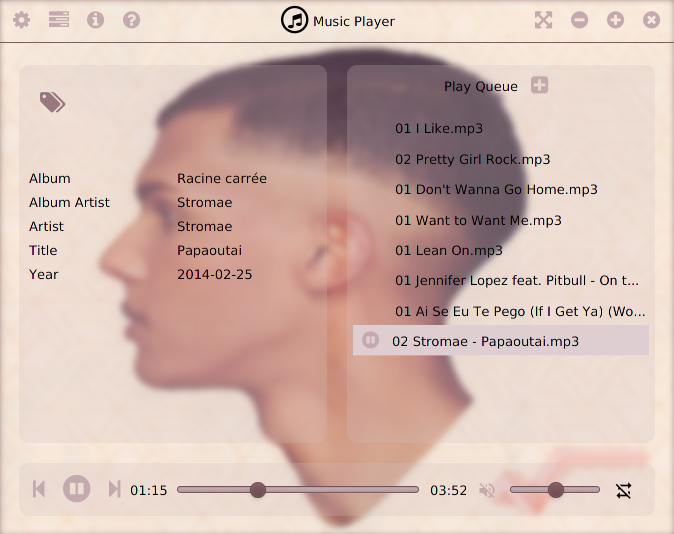 Music Player
Album Racine carrée
Album Artist Stromae
Artist Stromae
Title Papaoutai
Year 2014-02-25
Play Queue
01 I Like.mp3
02 Pretty Girl Rock.mp3
01 Don't Wanna Go Home.mp3
01 Want to Want Me.mp3
01 Lean On.mp3
01 Jennifer Lopez feat. Pitbull - On t...
01 Ai Se Eu Te Pego (If I Get Ya) (Wo...
02 Stromae - Papaoutai.mp3
01:15 03:52